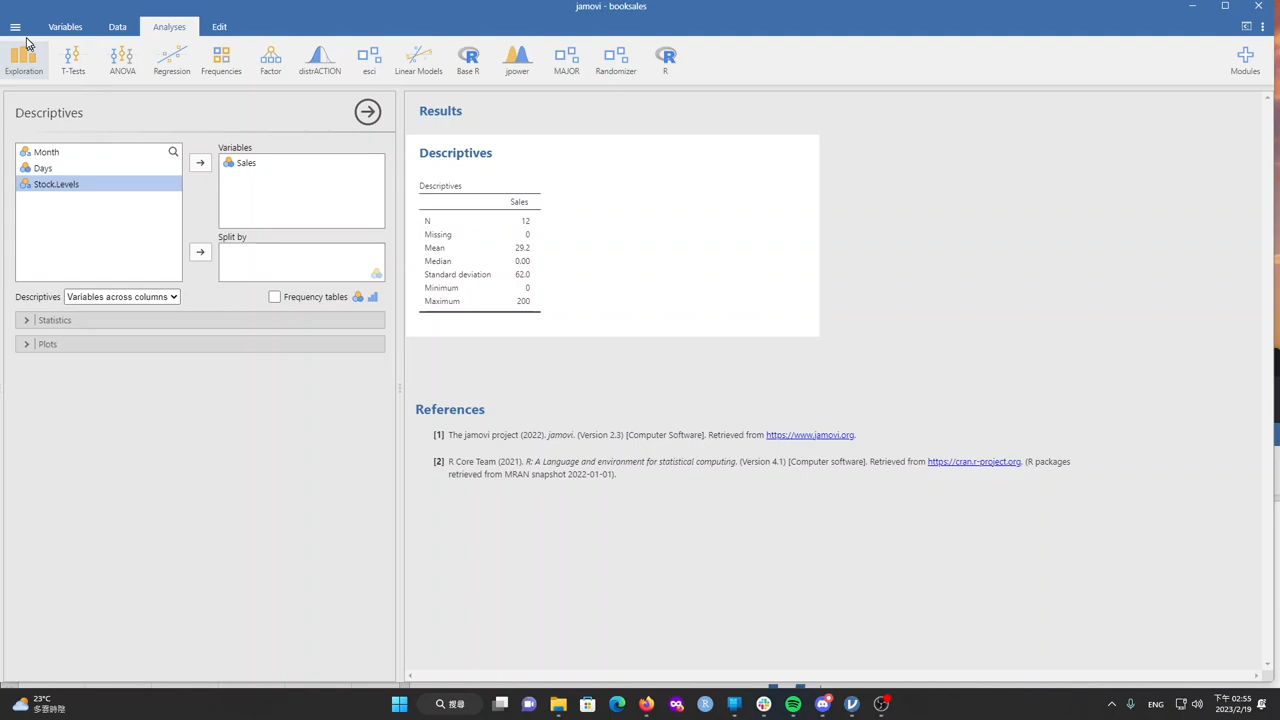 jamovi - booksales
Variables Data Analyses Edit
Exploration T-Tests ANOVA Regression Frequencies Factor distrACTION esci Linear Models Base R jpower MAJOR Randomizer R Modules
Descriptives
Month
Days
Stock.Levels
Variables
Sales
Split by
Descriptives Variables across columns Frequency tables
Statistics
Plots
Results
Descriptives
Descriptives
Sales
N 12
Missing 0
Mean 29.2
Median 0.00
Standard deviation 62.0
Minimum 0
Maximum 200
References
[1] The jamovi project (2022). jamovi. (Version 2.3) [Computer Software]. Retrieved from https://www.jamovi.org.
[2] R Core Team (2021). R: A Language and environment for statistical computing. (Version 4.1) [Computer software]. Retrieved from https://cran.r-project.org. (R packages
retrieved from MRAN snapshot 2022-01-01).
23°C
多雲時陰
搜尋
ENG
下午 02:55
2023/2/19